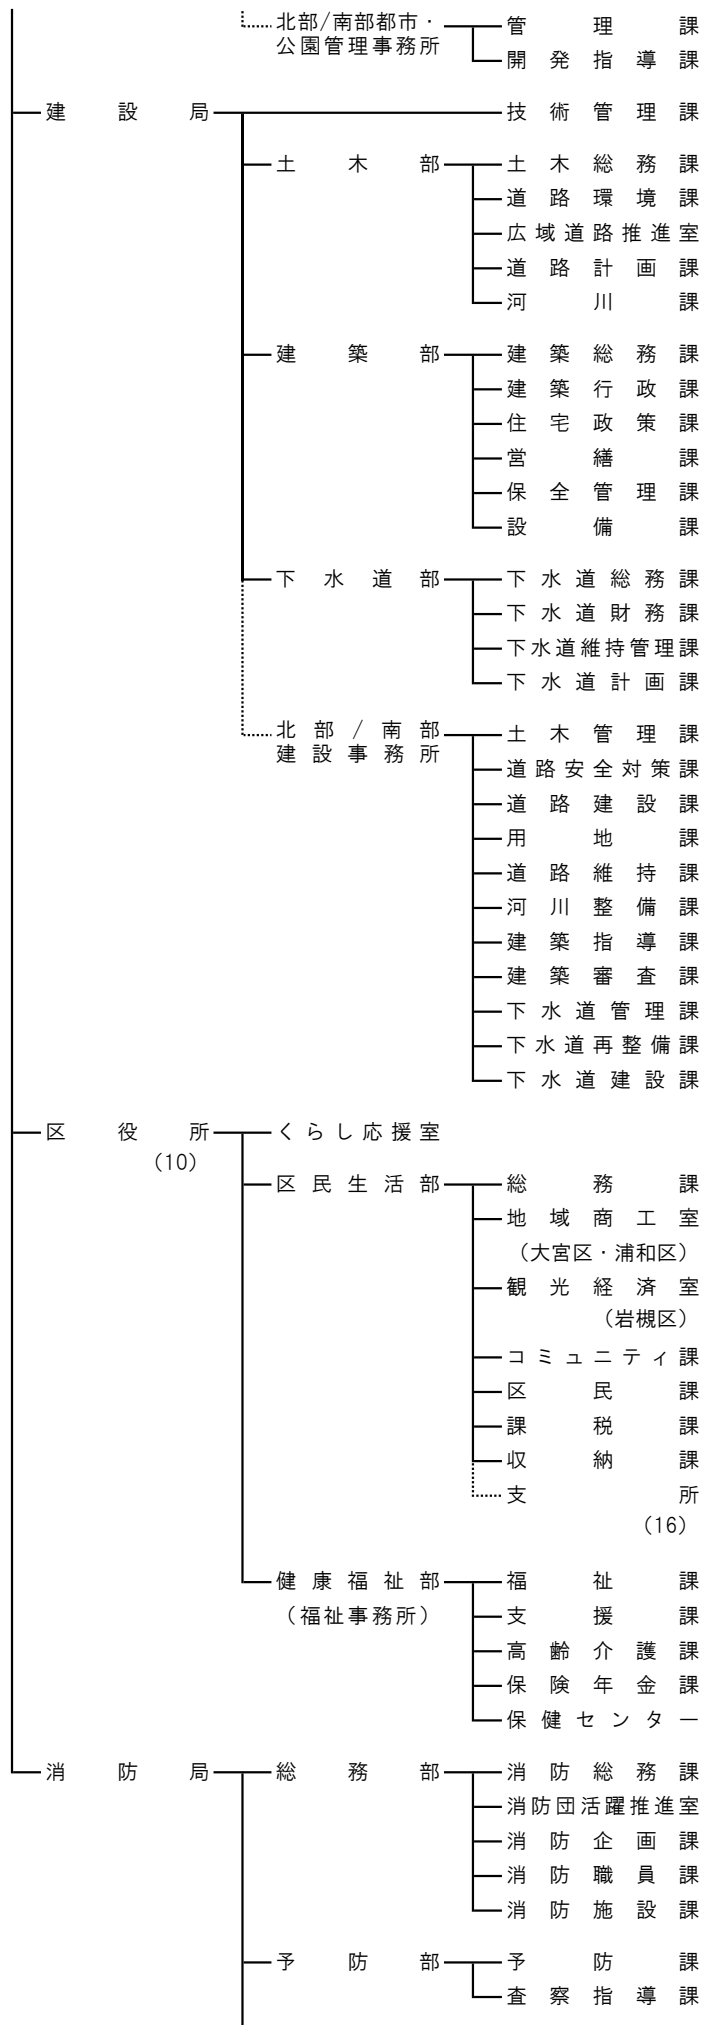 北部/南部都市・ 管理課
公園管理事務所 開発指導課
建設局 技術管理課
土木部 土木総務課
道路環境課
広域道路推進室
道路計画課
河川課
建築部 建築総務課
建築行政課
住宅政策課
営繕課
保全管理課
設備課
下水道部 下水道総務課
下水道財務課
下水道維持管理課
下水道計画課
北部/南部 土木管理課
建設事務所
道路安全対策課
道路建設課
用地課
道路維持課
河川整備課
建築指導課
建築審査課
下水道管理課
下水道再整備課
下水道建設課
区役所 くらし応援室
(10)
区民生活部 総務課
地域商工室
(大宮区・浦和区)
観光経済室
(岩槻区)
コミュニティ課
区民課
課税課
収納課
支所
(16)
健康福祉部 福祉課
(福祉事務所) 支援課
高齢介護課
保険年金課
保健センター
消防局 総務部 消防総務課
消防団活躍推進室
消防企画課
消防職員課
消防施設課
予防部 予防課
査察指導課